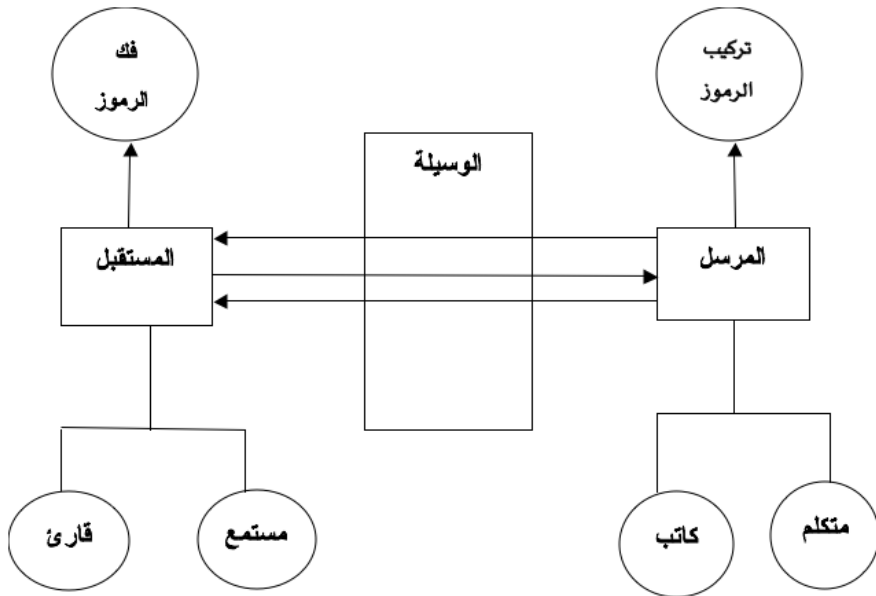 تركيب
الرموز
فك
الرموز
الوسيلة
المرسل
المستقبل
متكلم
كاتب
مستمع
قارئ